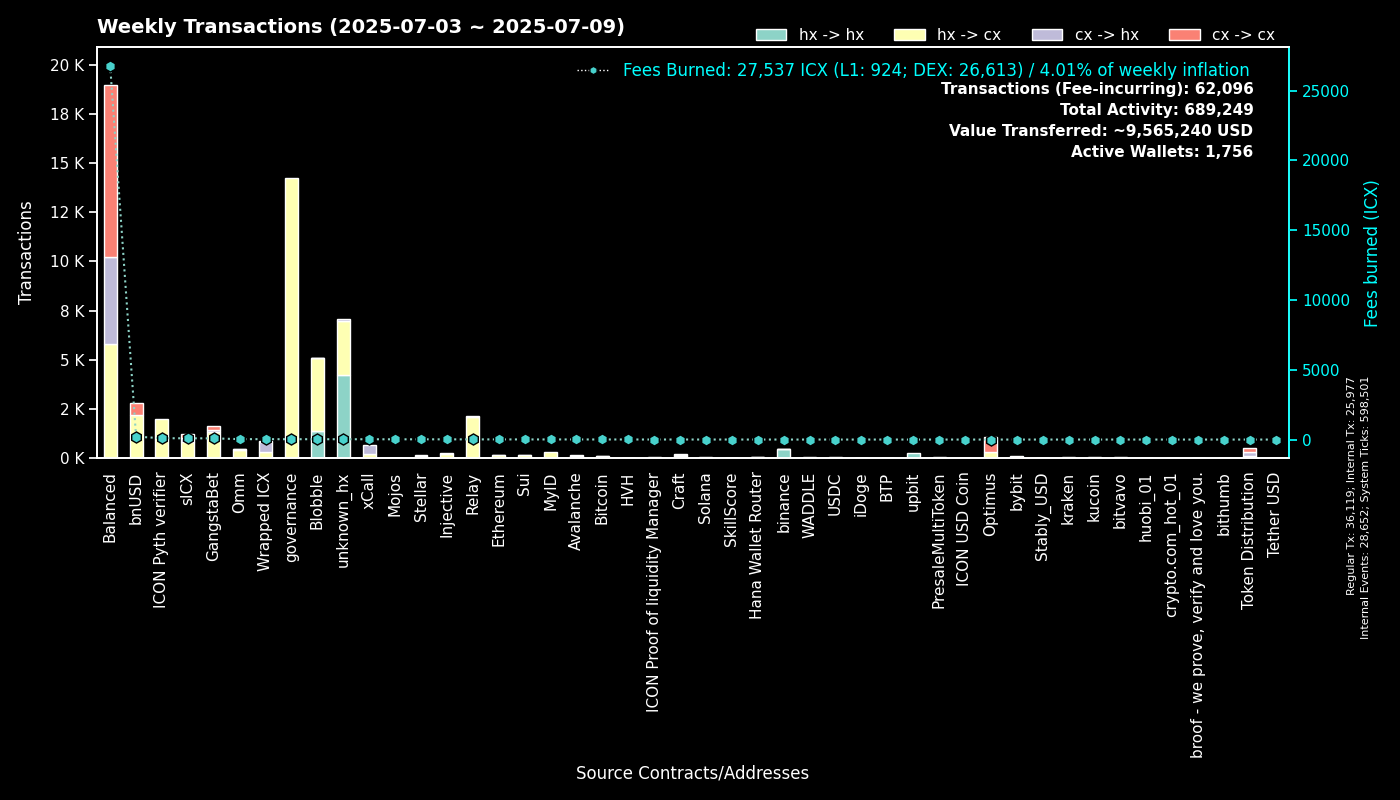 Weekly Transactions (2025-07-03 ~ 2025-07-09)
hx -> hx
hx -> cx
cx -> hx
cx -> cx
Fees Burned: 27,537 ICX (L1: 924; DEX: 26,613) / 4.01% of weekly inflation
Transactions (Fee-incurring): 62,096
Total Activity: 689,249
Value Transferred: ~9,565,240 USD
Active Wallets: 1,756
Transactions
20 K
18 K
15 K
12 K
10 K
8 K
5 K
2 K
0 K
25000
20000
15000
10000
5000
0
Fees burned (ICX)
Regular Tx: 36,119; Internal Tx: 25,977
Internal Events: 28,652; System Ticks: 598,501
Balanced
bnUSD
ICON Pyth verifier
sICX
GangstaBet
Omm
Wrapped ICX
governance
Blobble
unknown_hx
xCall
Mojos
Stellar
Injective
Relay
Ethereum
Sui
MyID
Avalanche
Bitcoin
HVH
ICON Proof of liquidity Manager
Craft
Solana
SkillScore
Hana Wallet Router
binance
WADDLE
USDC
iDoge
BTP
upbit
PresaleMultiToken
ICON USD Coin
Optimus
bybit
Stably_USD
kraken
kucoin
bitvavo
huobi_01
crypto.com_hot_01
broof - we prove, verify and love you.
bithumb
Token Distribution
Tether USD
Source Contracts/Addresses